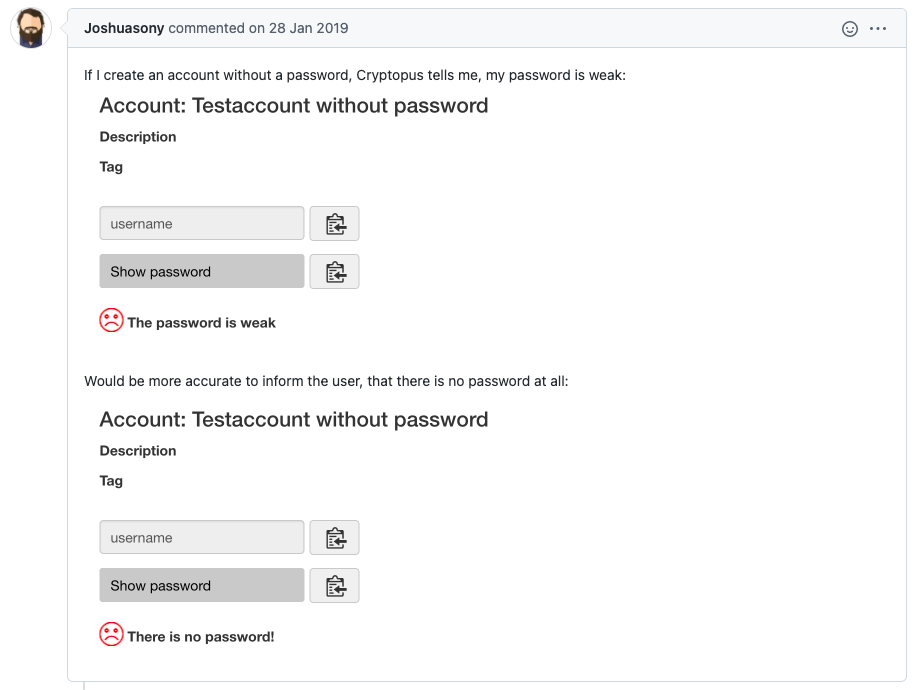 Joshuasony commented on 28 Jan 2019
If I create an account without a password, Cryptopus tells me, my password is weak:
Account: Testaccount without password
Description
Tag
username
Show password
The password is weak
Would be more accurate to inform the user, that there is no password at all:
Account: Testaccount without password
Description
Tag
username
Show password
There is no password!